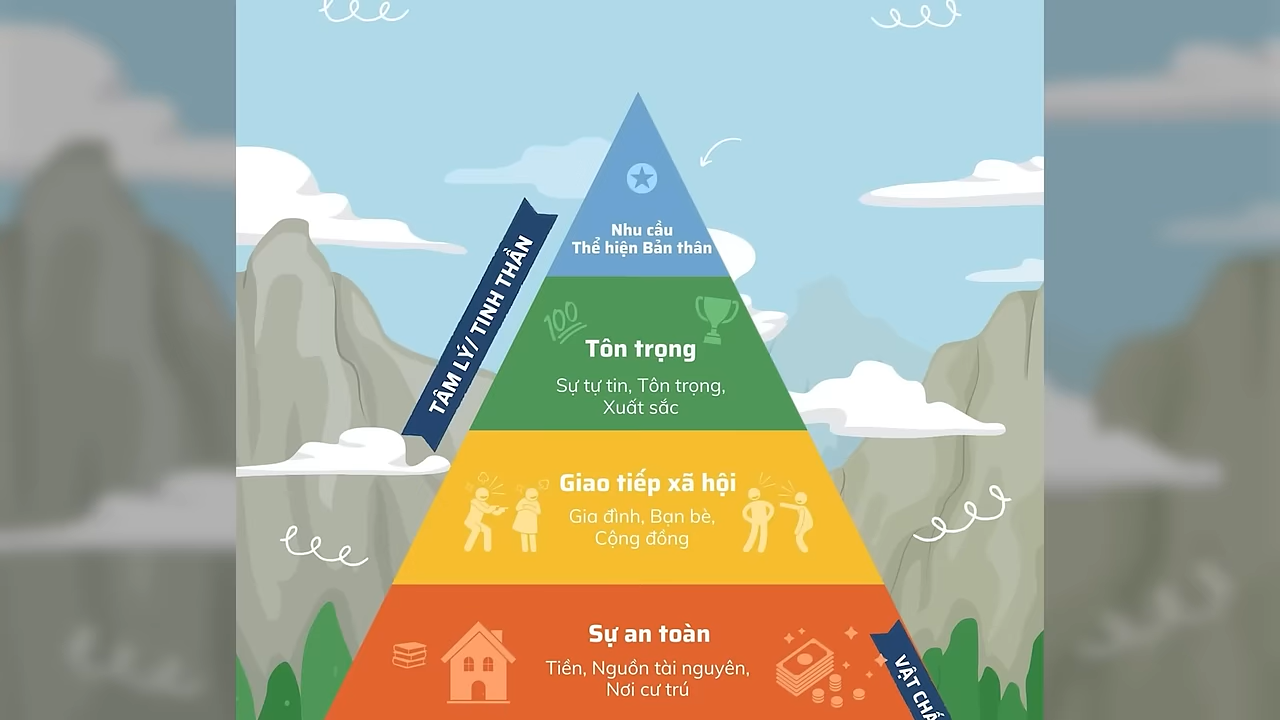 Nhu cầu
Thể hiện Bản thân
TÂM LÝ/ TINH THẦN
100
Tôn trọng
Sự tự tin, Tôn trọng,
Xuất sắc
Giao tiếp xã hội
Gia đình, Bạn bè,
Cộng đồng
Sự an toàn
Tiền, Nguồn tài nguyên,
Nơi cư trú
VẬT CHẤ